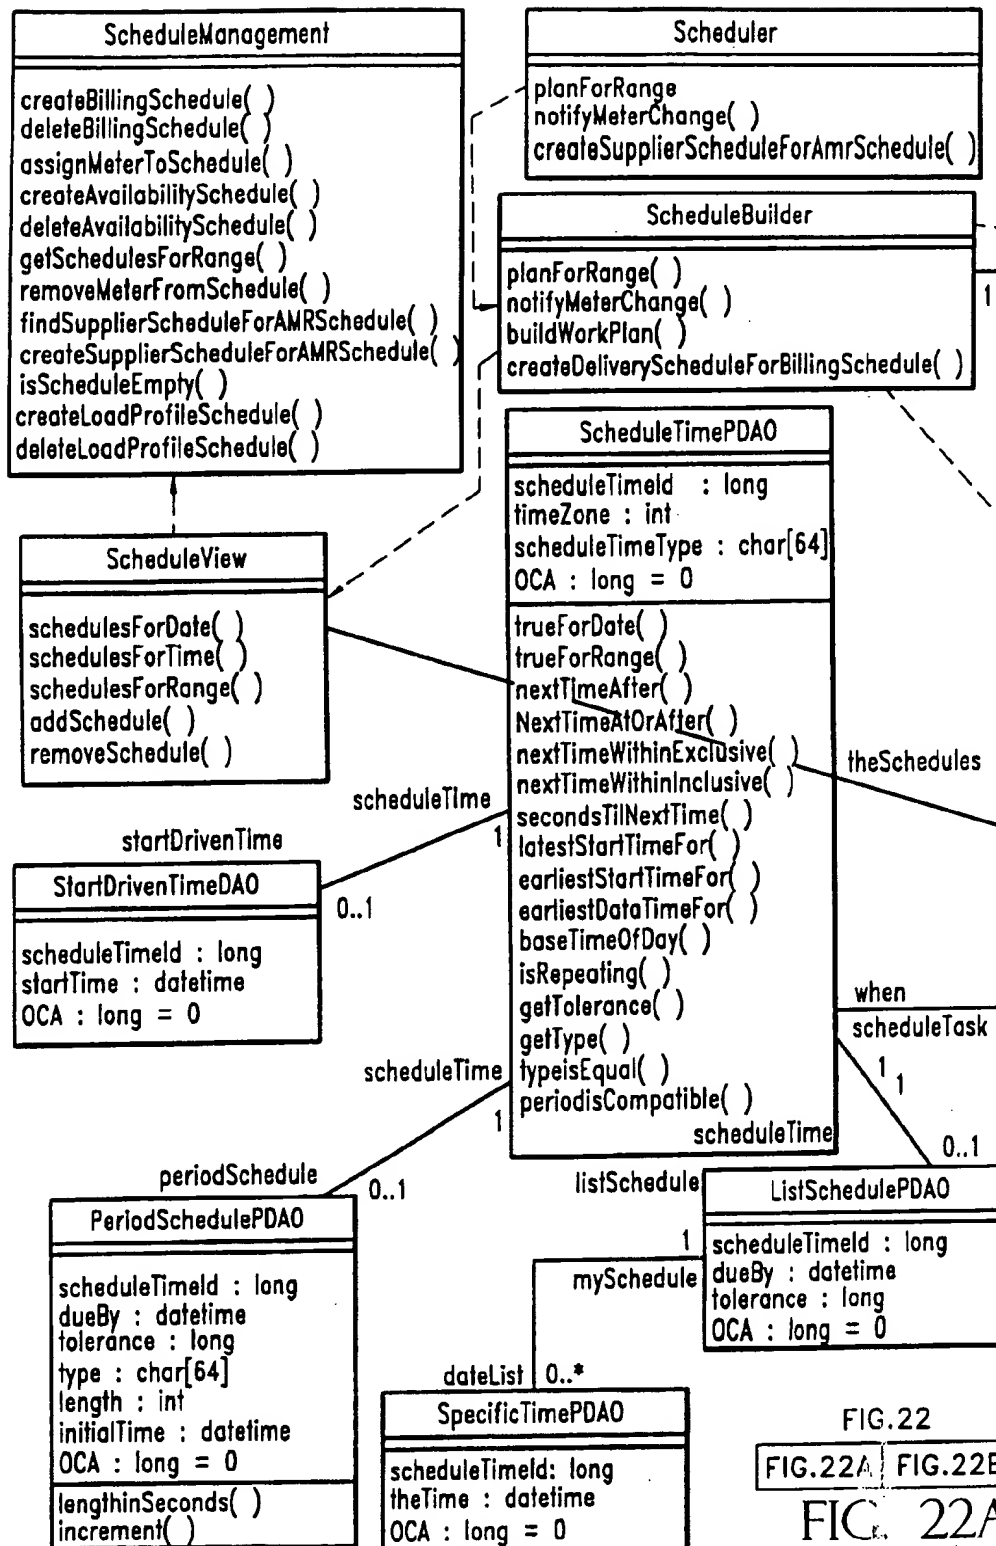 ScheduleManagement
createBillingSchedule( )
deleteBillingSchedule( )
assignMeterToSchedule( )
createAvailabilitySchedule( )
deleteAvailabilitySchedule( )
getSchedulesForRange( )
removeMeterFromSchedule( )
findSupplierScheduleForAMRSchedule( )
createSupplierScheduleForAMRSchedule( )
isScheduleEmpty( )
createLoadProfileSchedule( )
deleteLoadProfileSchedule( )
Scheduler
planForRange
notifyMeterChange( )
createSupplierScheduleForAmrSchedule( )
ScheduleBuilder
planForRange( )
notifyMeterChange( )
buildWorkPlan( )
createDeliveryScheduleForBillingSchedule( )
1
ScheduleView
schedulesForDate( )
schedulesForTime( )
schedulesForRange( )
addSchedule( )
removeSchedule( )
ScheduleTimePDAO
scheduleTimeId : long
timeZone : int
scheduleTimeType : char[64]
OCA : long = 0
trueForDate( )
trueForRange( )
nextTimeAfter( )
NextTimeAtOrAfter( )
nextTimeWithinExclusive( )
nextTimeWithinInclusive( )
secondsTilNextTime( )
latestStartTimeFor( )
earliestStartTimeFor( )
earliestDataTimeFor( )
baseTimeOfDay( )
isRepeating( )
getTolerance( )
getType( )
typeisEqual( )
periodisCompatible( )
scheduleTime
theSchedules
scheduleTime
1
startDrivenTime
0..1
StartDrivenTimeDAO
scheduleTimeId : long
startTime : datetime
OCA : long = 0
when
scheduleTask
1
1
0..1
scheduleTime
1
periodSchedule
0..1
PeriodSchedulePDAO
scheduleTimeId : long
dueBy : datetime
tolerance : long
type : char[64]
length : int
initialTime : datetime
OCA : long = 0
lengthinSeconds( )
increment( )
listSchedule
ListSchedulePDAO
scheduleTimeId : long
dueBy : datetime
tolerance : long
OCA : long = 0
1
mySchedule
dateList
0..*
SpecificTimePDAO
scheduleTimeId: long
theTime : datetime
OCA : long = 0
FIG.22
FIG.22A FIG.22B
FIG. 22A